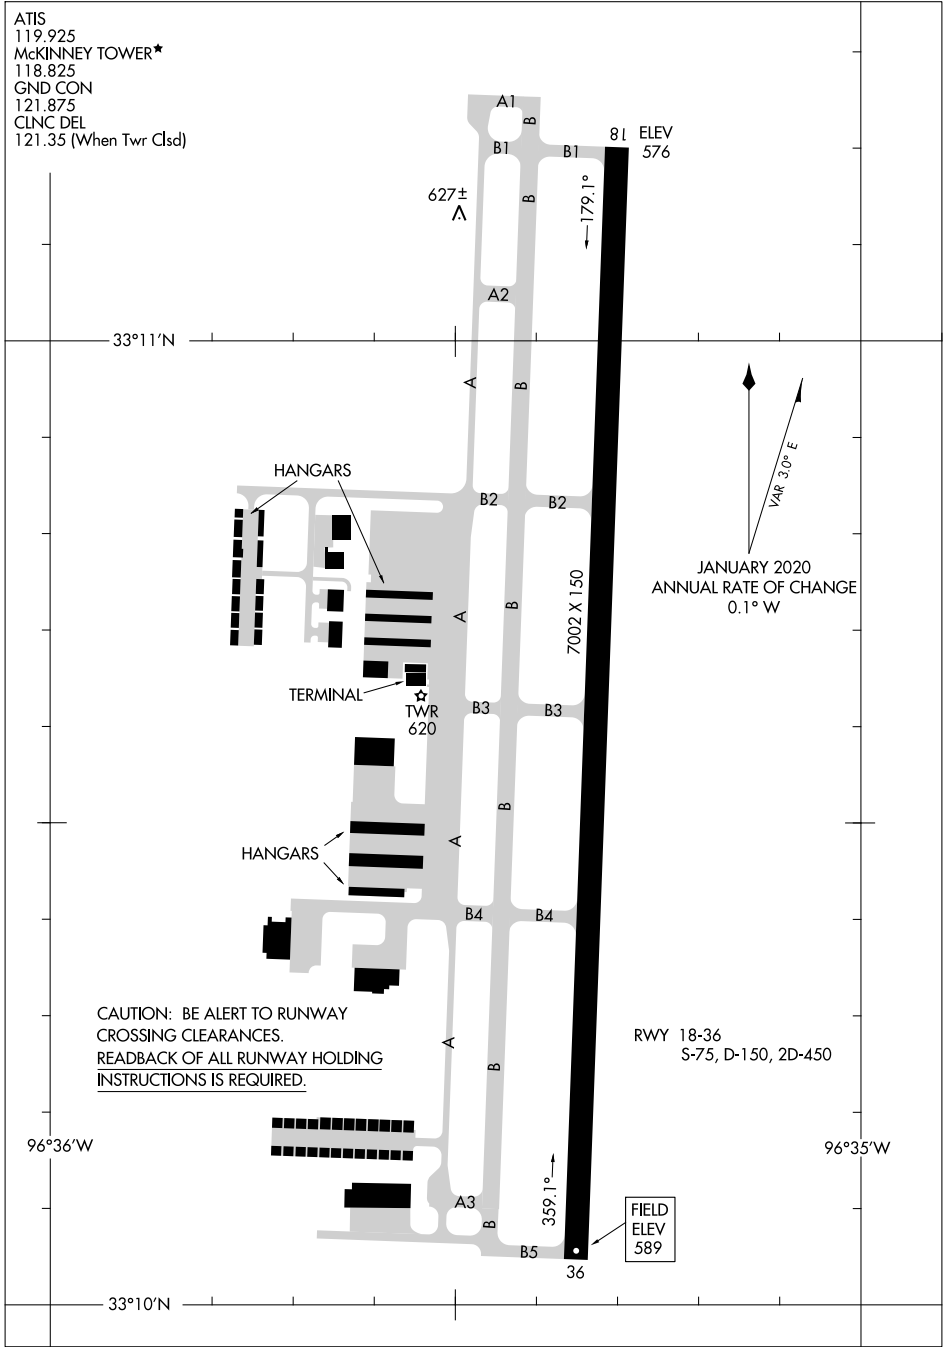 ATIS
119.925
McKINNEY TOWER★
118.825
GND CON
121.875
CLNC DEL
121.35 (When Twr Clsd)
A1
B
B1
B1
18
ELEV
576
627±
B
179.1°
A2
33°11'N
A
B
VAR 3.0° E
HANGARS
B2
B2
JANUARY 2020
ANNUAL RATE OF CHANGE
0.1° W
7002 X 150
A
B
TERMINAL
TWR
620
B3
B3
B
A
HANGARS
B4
B4
CAUTION: BE ALERT TO RUNWAY
CROSSING CLEARANCES.
READBACK OF ALL RUNWAY HOLDING
INSTRUCTIONS IS REQUIRED.
A
B
RWY 18-36
S-75, D-150, 2D-450
96°36'W
96°35'W
A3
B
359.1°
FIELD
ELEV
589
B5
36
33°10'N